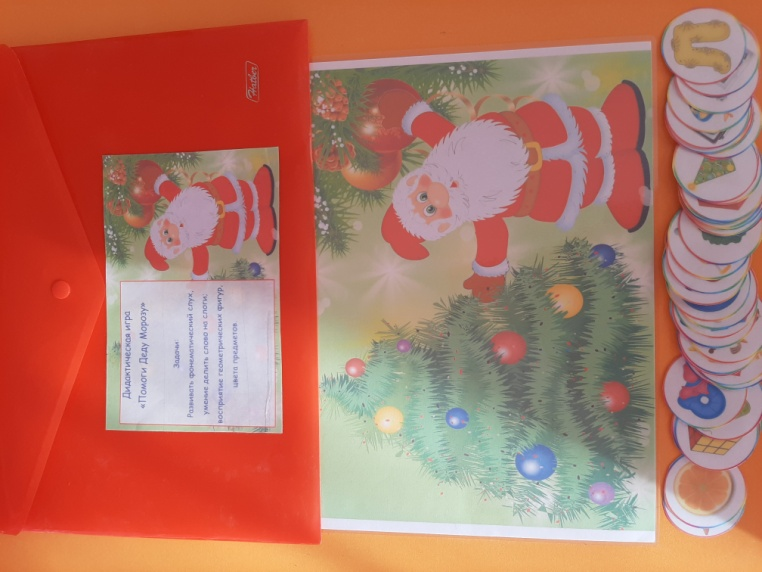 Hatber
Дидактическая игра
«Помоги Деду Морозу»
Задачи:
Развивать фонематический слух,
умение делить слово на слоги;
восприятие геометрических фигур,
цвета предметов.